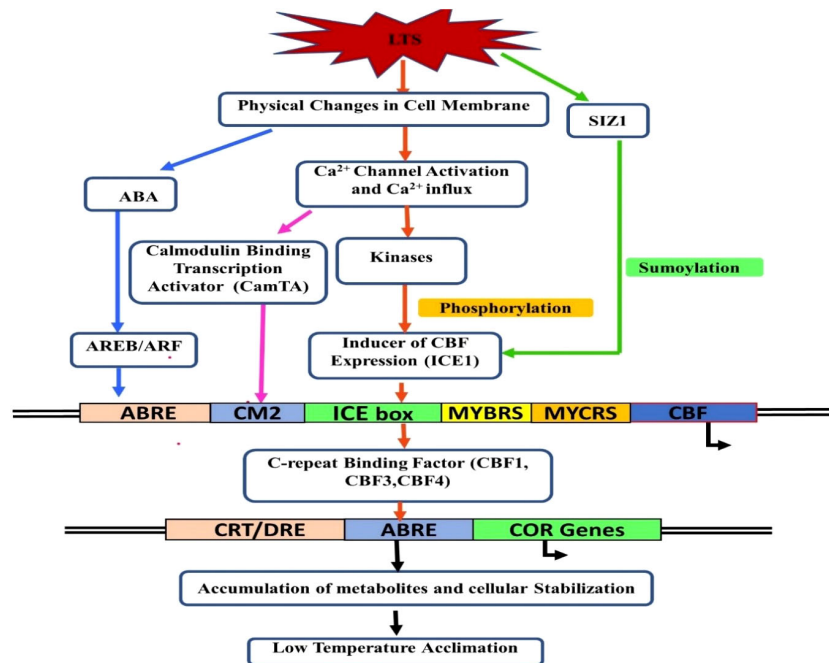 LTS
Physical Changes in Cell Membrane
SIZ1
Ca²⁺ Channel Activation
and Ca²⁺ influx
ABA
Calmodulin Binding
Transcription
Activator (CamTA)
Kinases
Sumoylation
Phosphorylation
AREB/ARF
Inducer of CBF
Expression (ICE1)
ABRE CM2 ICE box MYBRS MYCRS CBF
C-repeat Binding Factor (CBF1,
CBF3,CBF4)
CRT/DRE ABRE COR Genes
Accumulation of metabolites and cellular Stabilization
Low Temperature Acclimation